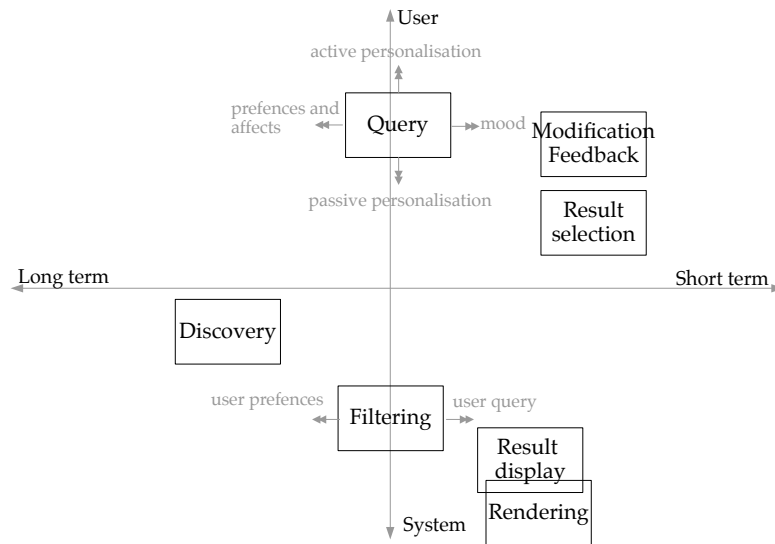 User
active personalisation
prefences and
affects
Query
mood
Modification
Feedback
passive personalisation
Result
selection
Long term
Short term
Discovery
user prefences
Filtering
user query
Result
display
Rendering
System